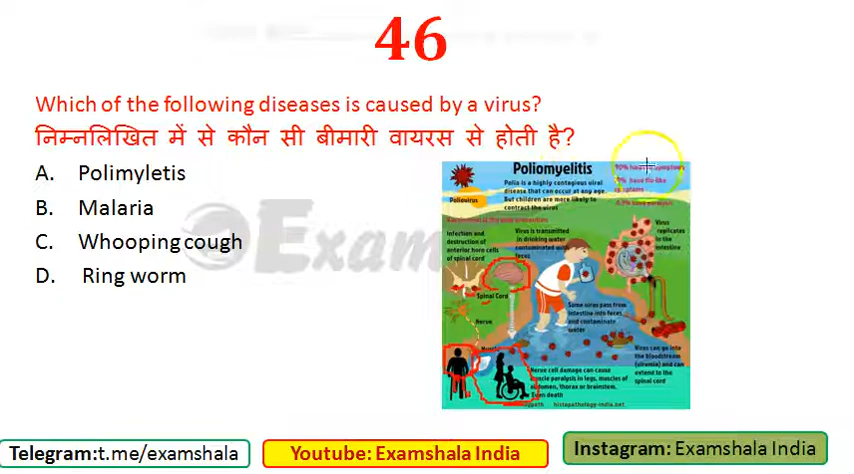 46
Which of the following diseases is caused by a virus?
निम्नलिखित में से कौन सी बीमारी वायरस से होती है?
A. Polimyletis
B. Malaria
C. Whooping cough
D. Ring worm
Exam
Poliomyelitis
Poliovirus
Polio is a highly contagious viral
disease that can occur at any age.
But children are more likely to
contract the virus
Infection and
destruction of
anterior horn cells
of spinal cord
Virus is transmitted
in drinking water
contaminated with
feces
Virus
replicates
in the
intestine
Spinal Cord
Nerve
Some virus pass from
intestine into feces
and contaminate
water
Virus can go into
the bloodstream
(viremia) and can
extend to the
spinal cord
Nerve cell damage can cause
muscle paralysis in legs, muscles of
abdomen, thorax or brainstem.
Even death
histopathology-india.net
Telegram:t.me/examshala
Youtube: Examshala India
Instagram: Examshala India